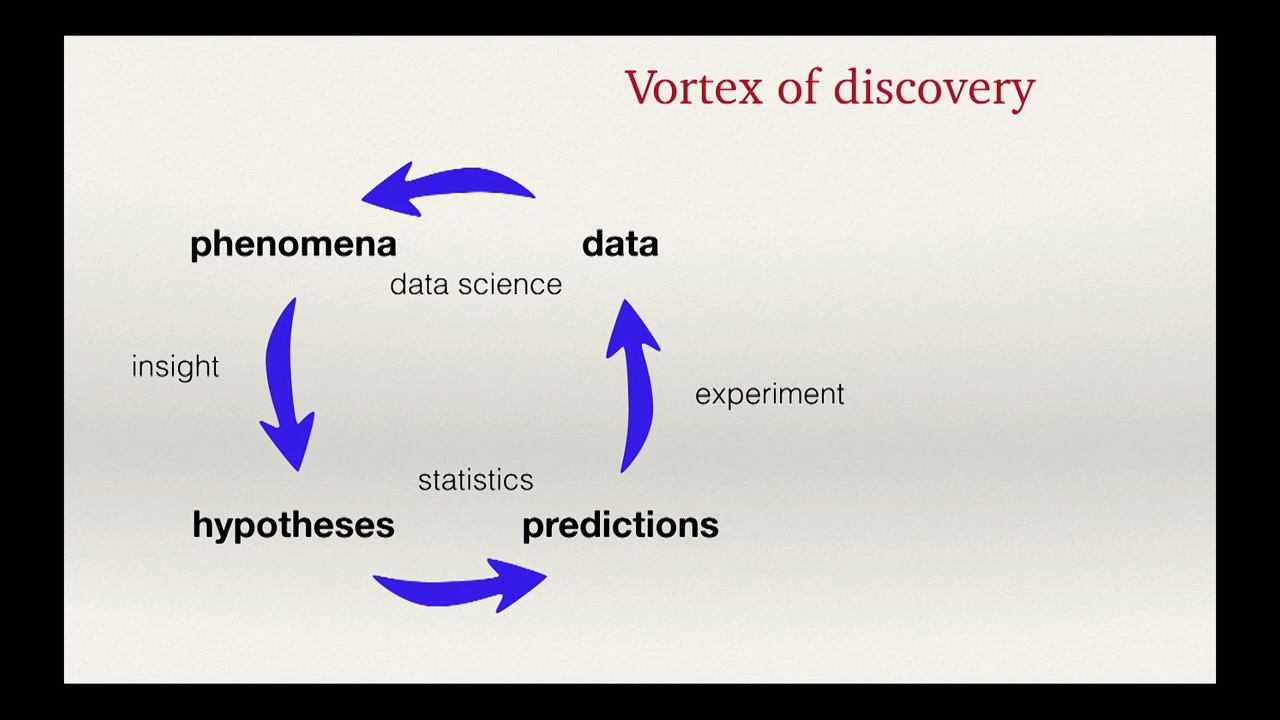 Vortex of discovery
phenomena
data
data science
insight
experiment
statistics
hypotheses
predictions